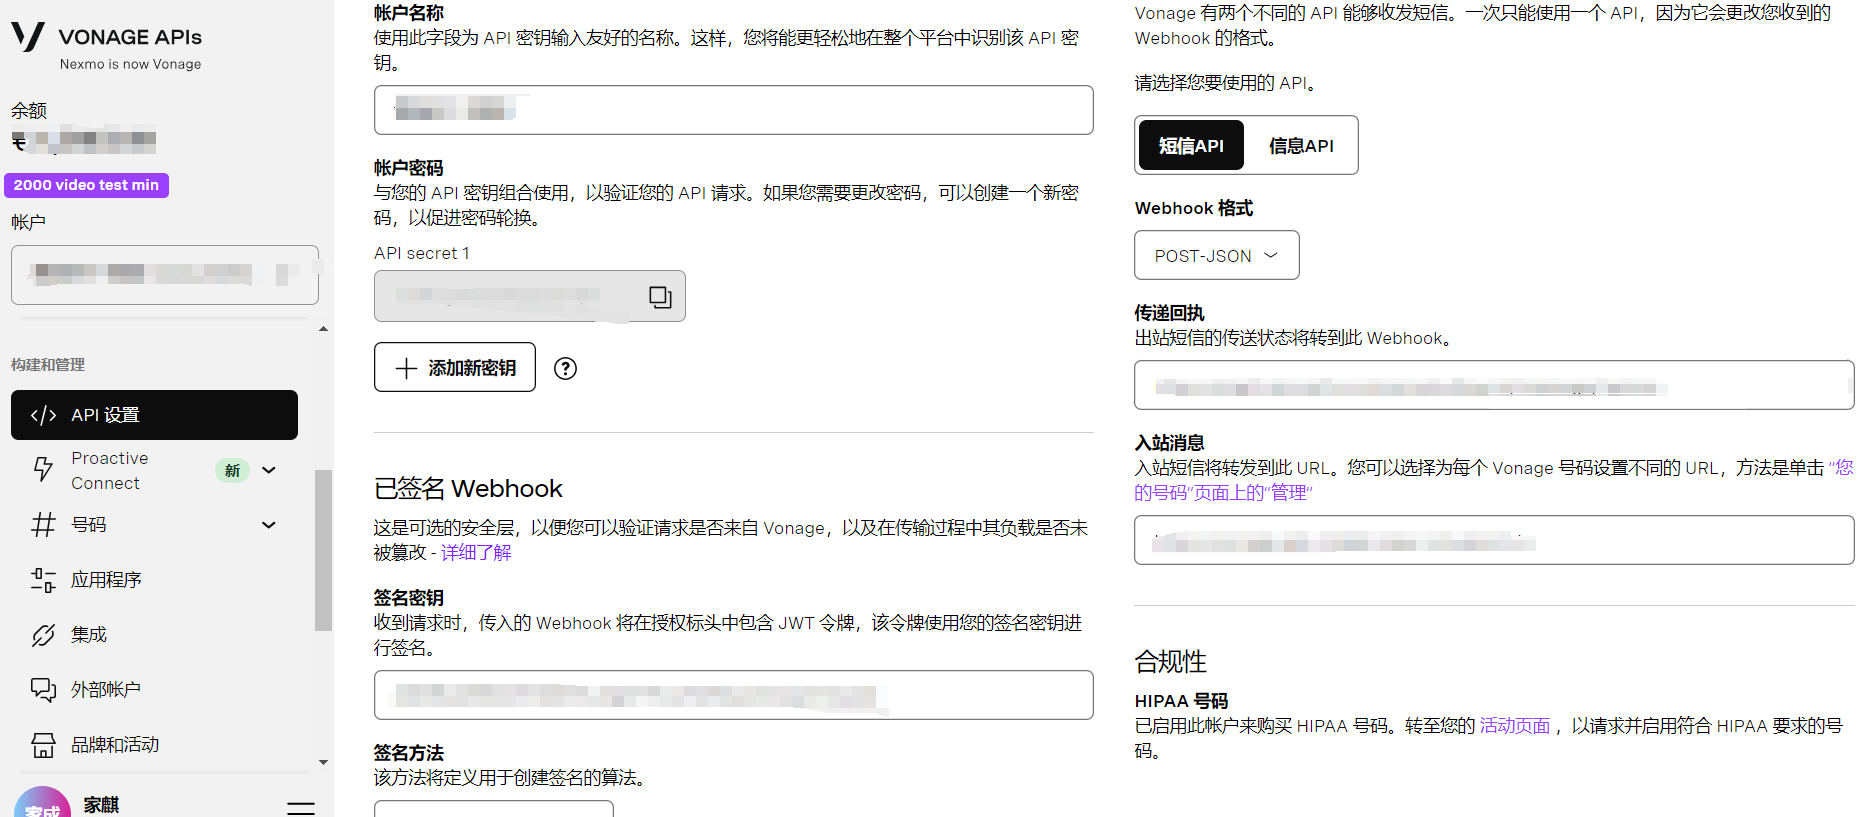 VONAGE APIs
Nexmo is now Vonage
余额
2000 video test min
帐户
构建和管理
</> API 设置
Proactive
Connect
新
号码
应用程序
集成
外部帐户
品牌和活动
家麒
帐户名称
使用此字段为 API 密钥输入友好的名称。这样，您将能更轻松地在整个平台中识别该 API 密
钥。
帐户密码
与您的 API 密钥组合使用，以验证您的 API 请求。如果您需要更改密码，可以创建一个新密
码，以促进密码轮换。
API secret 1
添加新密钥
已签名 Webhook
这是可选的安全层，以便您可以验证请求是否来自 Vonage，以及在传输过程中其负载是否未
被篡改 - 详细了解
签名密钥
收到请求时，传入的 Webhook 将在授权标头中包含 JWT 令牌，该令牌使用您的签名密钥进
行签名。
签名方法
该方法将定义用于创建签名的算法。
Vonage 有两个不同的 API 能够收发短信。一次只能使用一个 API，因为它会更改您收到的
Webhook 的格式。
请选择您要使用的 API。
短信API
信息API
Webhook 格式
POST-JSON
传递回执
出站短信的传送状态将转到此 Webhook。
入站消息
入站短信将转发到此 URL。您可以选择为每个 Vonage 号码设置不同的 URL，方法是单击 “您
的号码”页面上的“管理”
合规性
HIPAA 号码
已启用此帐户来购买 HIPAA 号码。转至您的 活动页面 ，以请求并启用符合 HIPAA 要求的号
码。